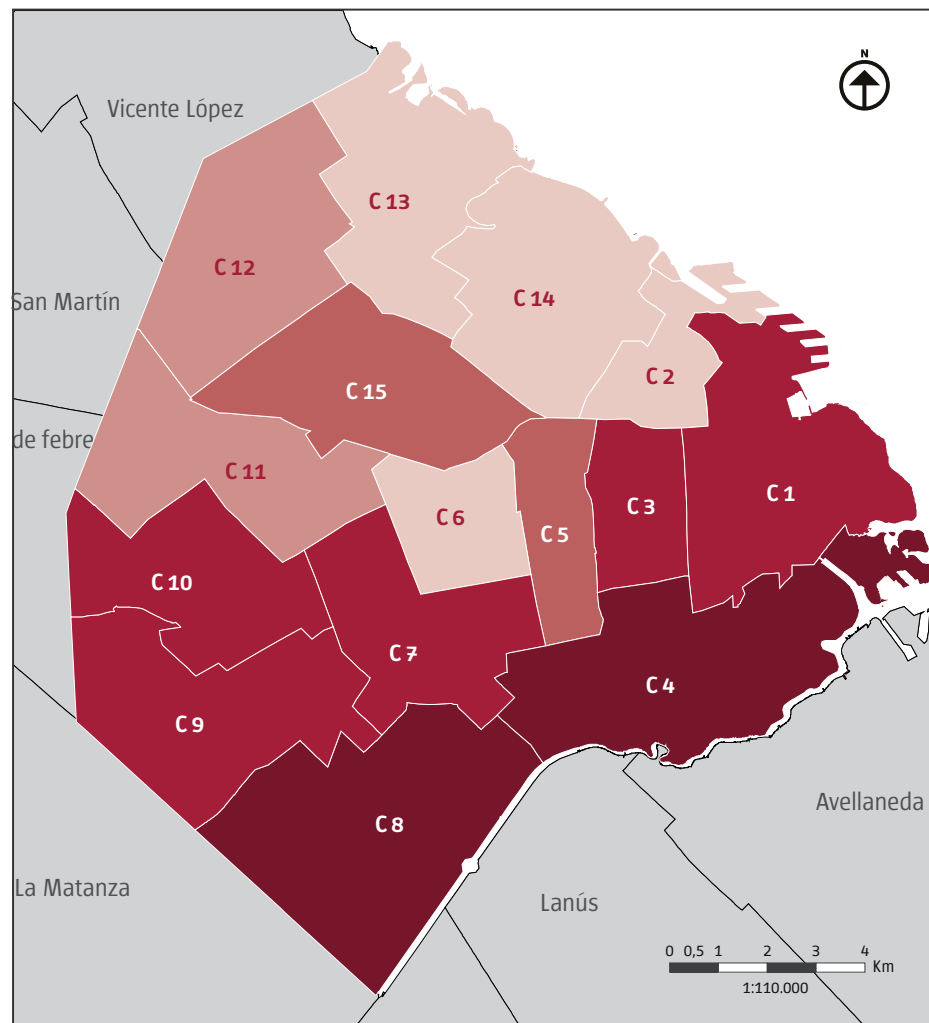 N
Vicente López
C 13
C 12
San Martín
C 14
C 2
C 15
de febre
C 11
C 6
C 3
C 1
C 5
C 10
C 7
C 4
C 9
C 8
Avellaneda
La Matanza
Lanús
0 0,5 1 2 3 4
Km
1:110.000